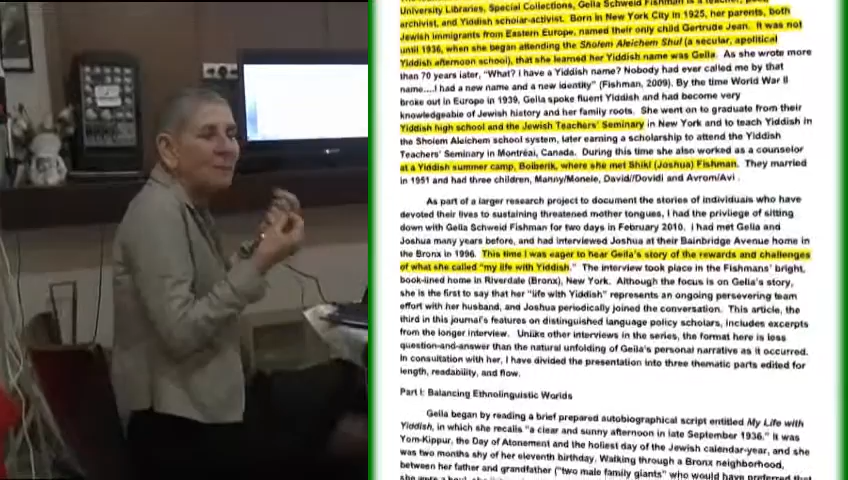 University Libraries, Special Collections, Gella Schweid Fishman is a teacher, poet,
archivist, and Yiddish scholar-activist. Born in New York City in 1925, her parents, both
Jewish immigrants from Eastern Europe, named their only child Gertrude Jean. It was not
until 1936, when she began attending the Sholem Aleichem Shul (a secular, apolitical
Yiddish afternoon school), that she learned her Yiddish name was Gella. As she wrote more
than 70 years later, "What? I have a Yiddish name? Nobody had ever called me by that
name....I had a new name and a new identity" (Fishman, 2009). By the time World War II
broke out in Europe in 1939, Gella spoke fluent Yiddish and had become very
knowledgeable of Jewish history and her family roots. She went on to graduate from their
Yiddish high school and the Jewish Teachers' Seminary in New York and to teach Yiddish in
the Sholem Aleichem school system, later earning a scholarship to attend the Yiddish
Teachers' Seminary in Montréal, Canada. During this time she also worked as a counselor
at a Yiddish summer camp, Boiberik, where she met Shikl (Joshua) Fishman. They married
in 1951 and had three children, Manny/Monele, David//Dovidl and Avrom/Avi .
As part of a larger research project to document the stories of individuals who have
devoted their lives to sustaining threatened mother tongues, I had the privilege of sitting
down with Gella Schweid Fishman for two days in February 2010. I had met Gella and
Joshua many years before, and had interviewed Joshua at their Bainbridge Avenue home in
the Bronx in 1996. This time I was eager to hear Gella's story of the rewards and challenges
of what she called "my life with Yiddish." The interview took place in the Fishmans' bright,
book-lined home in Riverdale (Bronx), New York. Although the focus is on Gella's story,
she is the first to say that her "life with Yiddish" represents an ongoing persevering team
effort with her husband, and Joshua periodically joined the conversation. This article, the
third in this journal's features on distinguished language policy scholars, includes excerpts
from the longer interview. Unlike other interviews in the series, the format here is less
question-and-answer than the natural unfolding of Gella's personal narrative as it occurred.
In consultation with her, I have divided the presentation into three thematic parts edited for
length, readability, and flow.
Part I: Balancing Ethnolinguistic Worlds
Gella began by reading a brief prepared autobiographical script entitled My Life with
Yiddish, in which she recalls "a clear and sunny afternoon in late September 1936." It was
Yom-Kippur, the Day of Atonement and the holiest day of the Jewish calendar-year, and she
was two months shy of her eleventh birthday. Walking through a Bronx neighborhood,
between her father and grandfather ("two male family giants" who would have preferred that